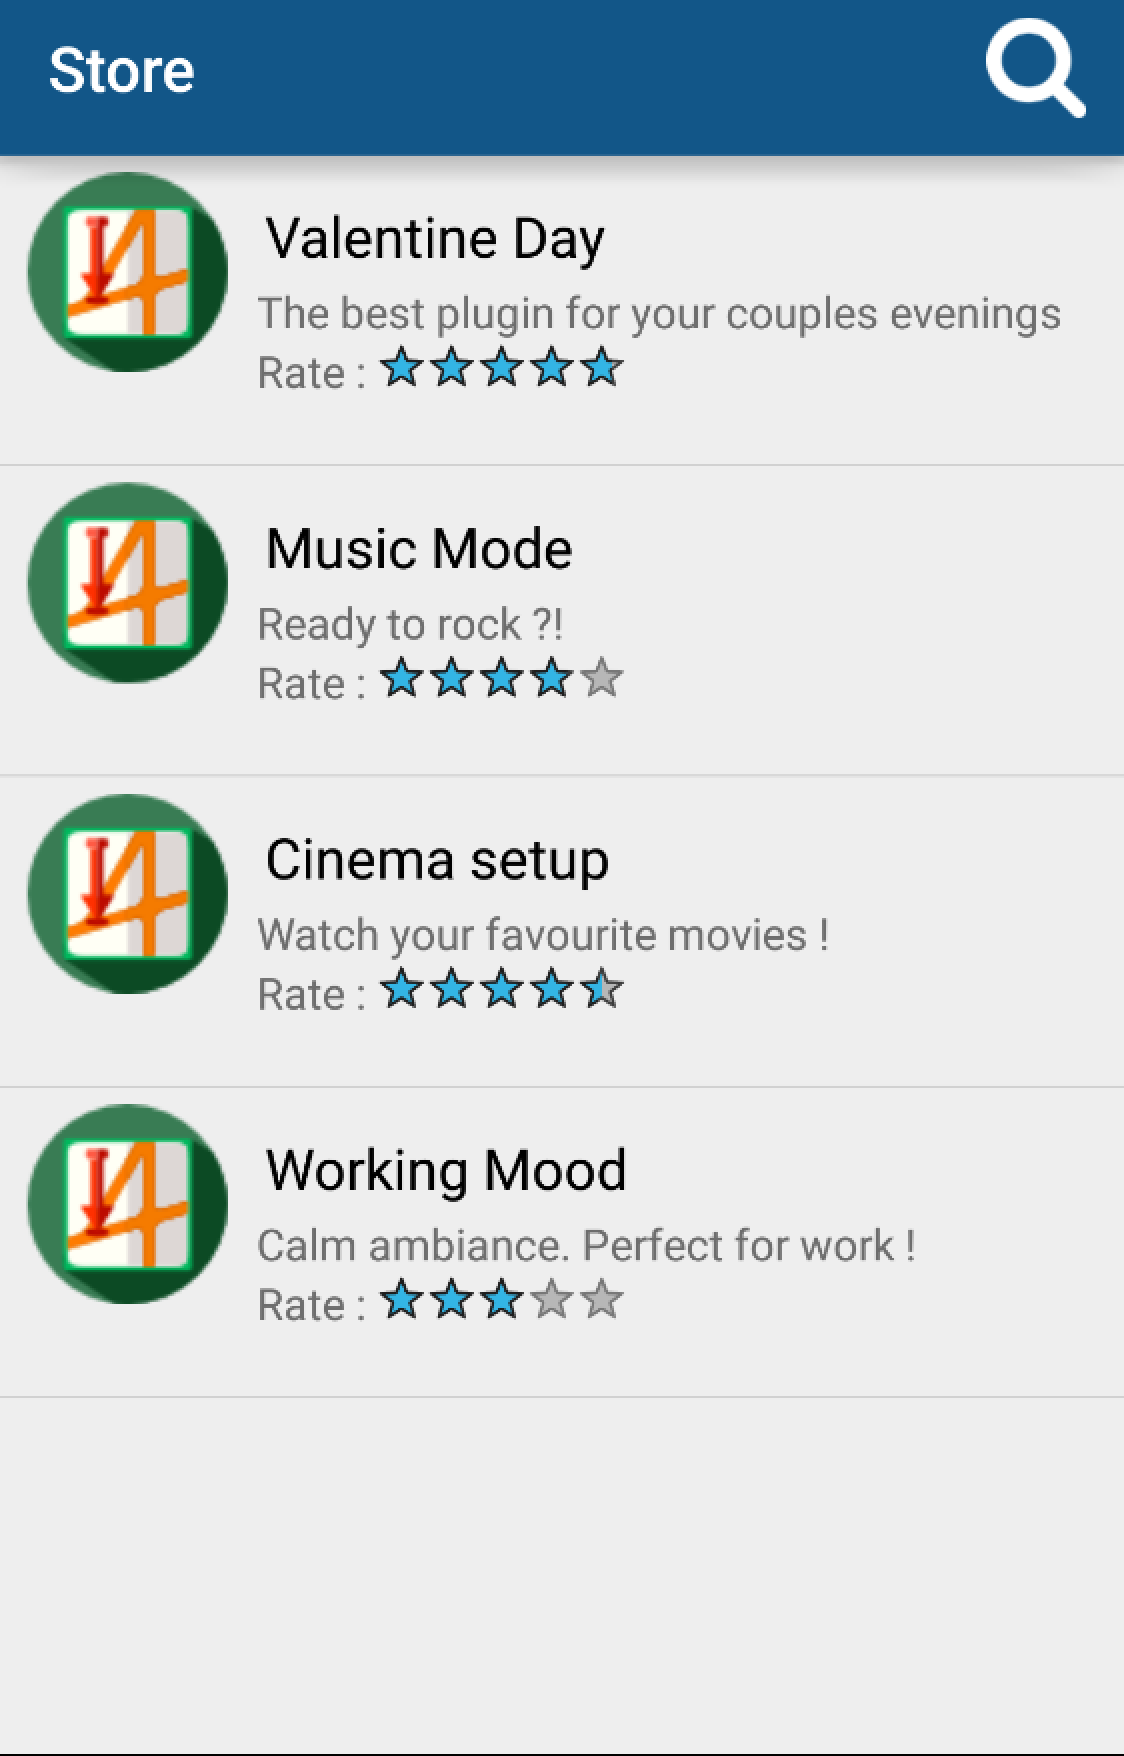 Store
Valentine Day
The best plugin for your couples evenings
Rate :
Music Mode
Ready to rock ?!
Rate :
Cinema setup
Watch your favourite movies !
Rate :
Working Mood
Calm ambiance. Perfect for work !
Rate :